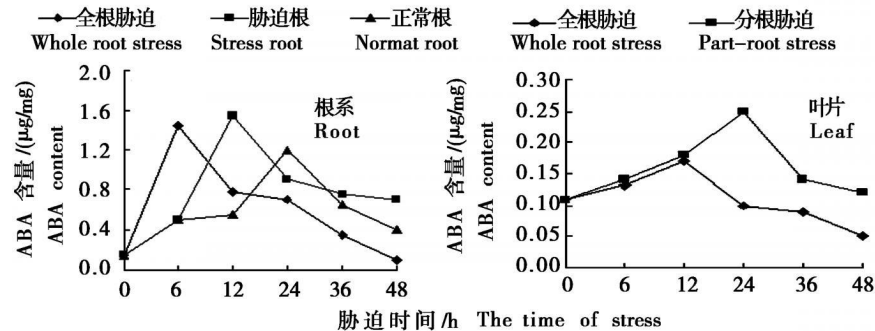 全根胁迫 胁迫根 正常根
Whole root stress Stress root Normat root
ABA 含量/(μg/mg)
ABA content
2.0
1.6
1.2
0.8
0.4
0.0
根系
Root
0 6 12 24 36 48
全根胁迫 分根胁迫
Whole root stress Part-root stress
ABA 含量/(μg/mg)
ABA content
0.30
0.25
0.20
0.15
0.10
0.05
0.00
叶片
Leaf
0 6 12 24 36 48
胁迫时间/h The time of stress